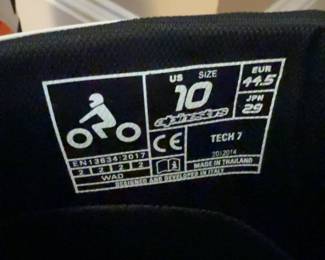 US SIZE
10
alpinestars
EUR
44.5
JPN
29
CE
TECH 7
2012014
EN13634:2017
2 2 2 2
WAD
MADE IN THAILAND
DESIGNED AND DEVELOPED IN ITALY